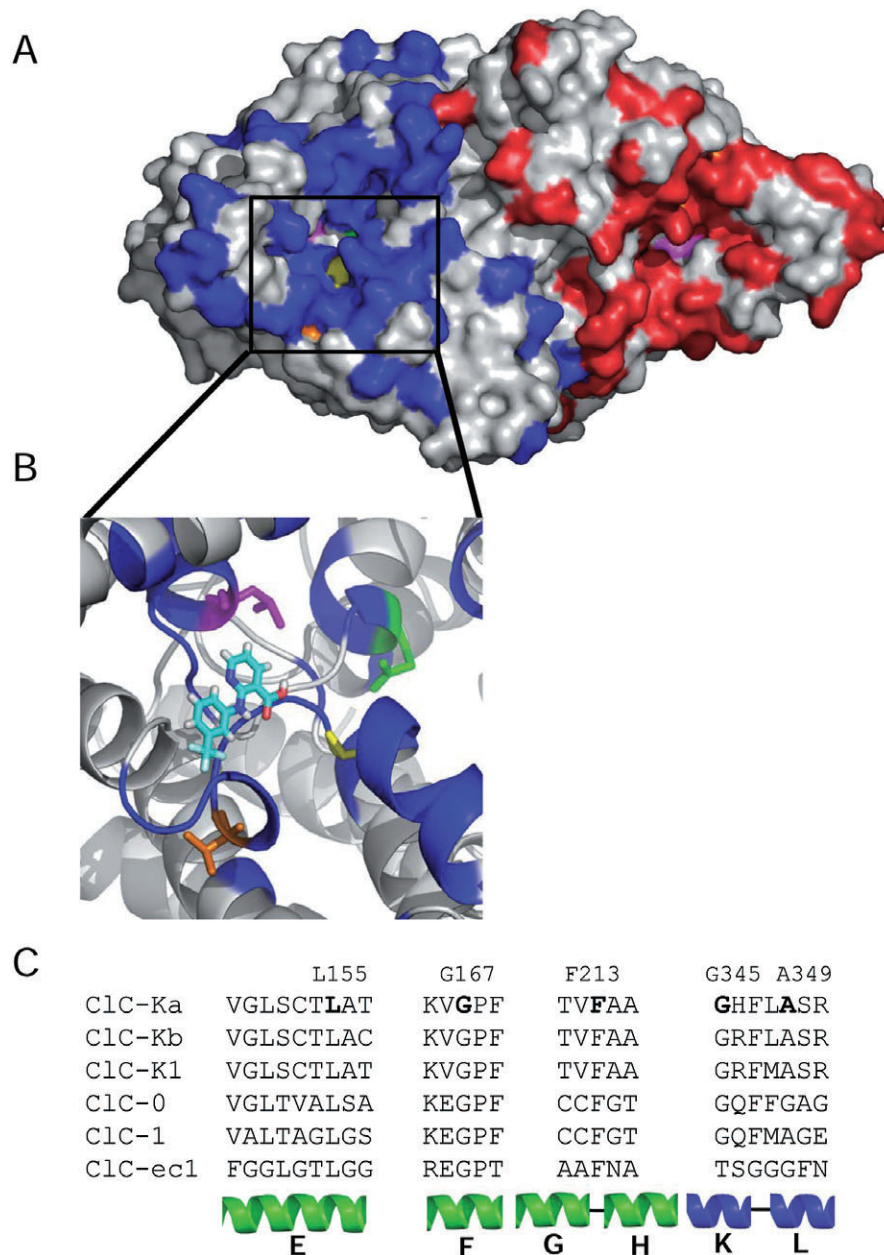 A
B
C
L155 G167 F213 G345 A349
ClC-Ka VGLSCTLAT KVGPF TVFAA GHFLASR
ClC-Kb VGLSCTLAC KVGPF TVFAA GRFLASR
ClC-K1 VGLSCTLAT KVGPF TVFAA GRFMASR
ClC-0 VGLTVALSA KEGPF CCFGT GQFFGAG
ClC-1 VALTAGLGS KEGPF CCFGT GQFMAGE
ClC-ec1 FGGLGTLGG REGPT AAFNA TSGGGFN
E F G H K L